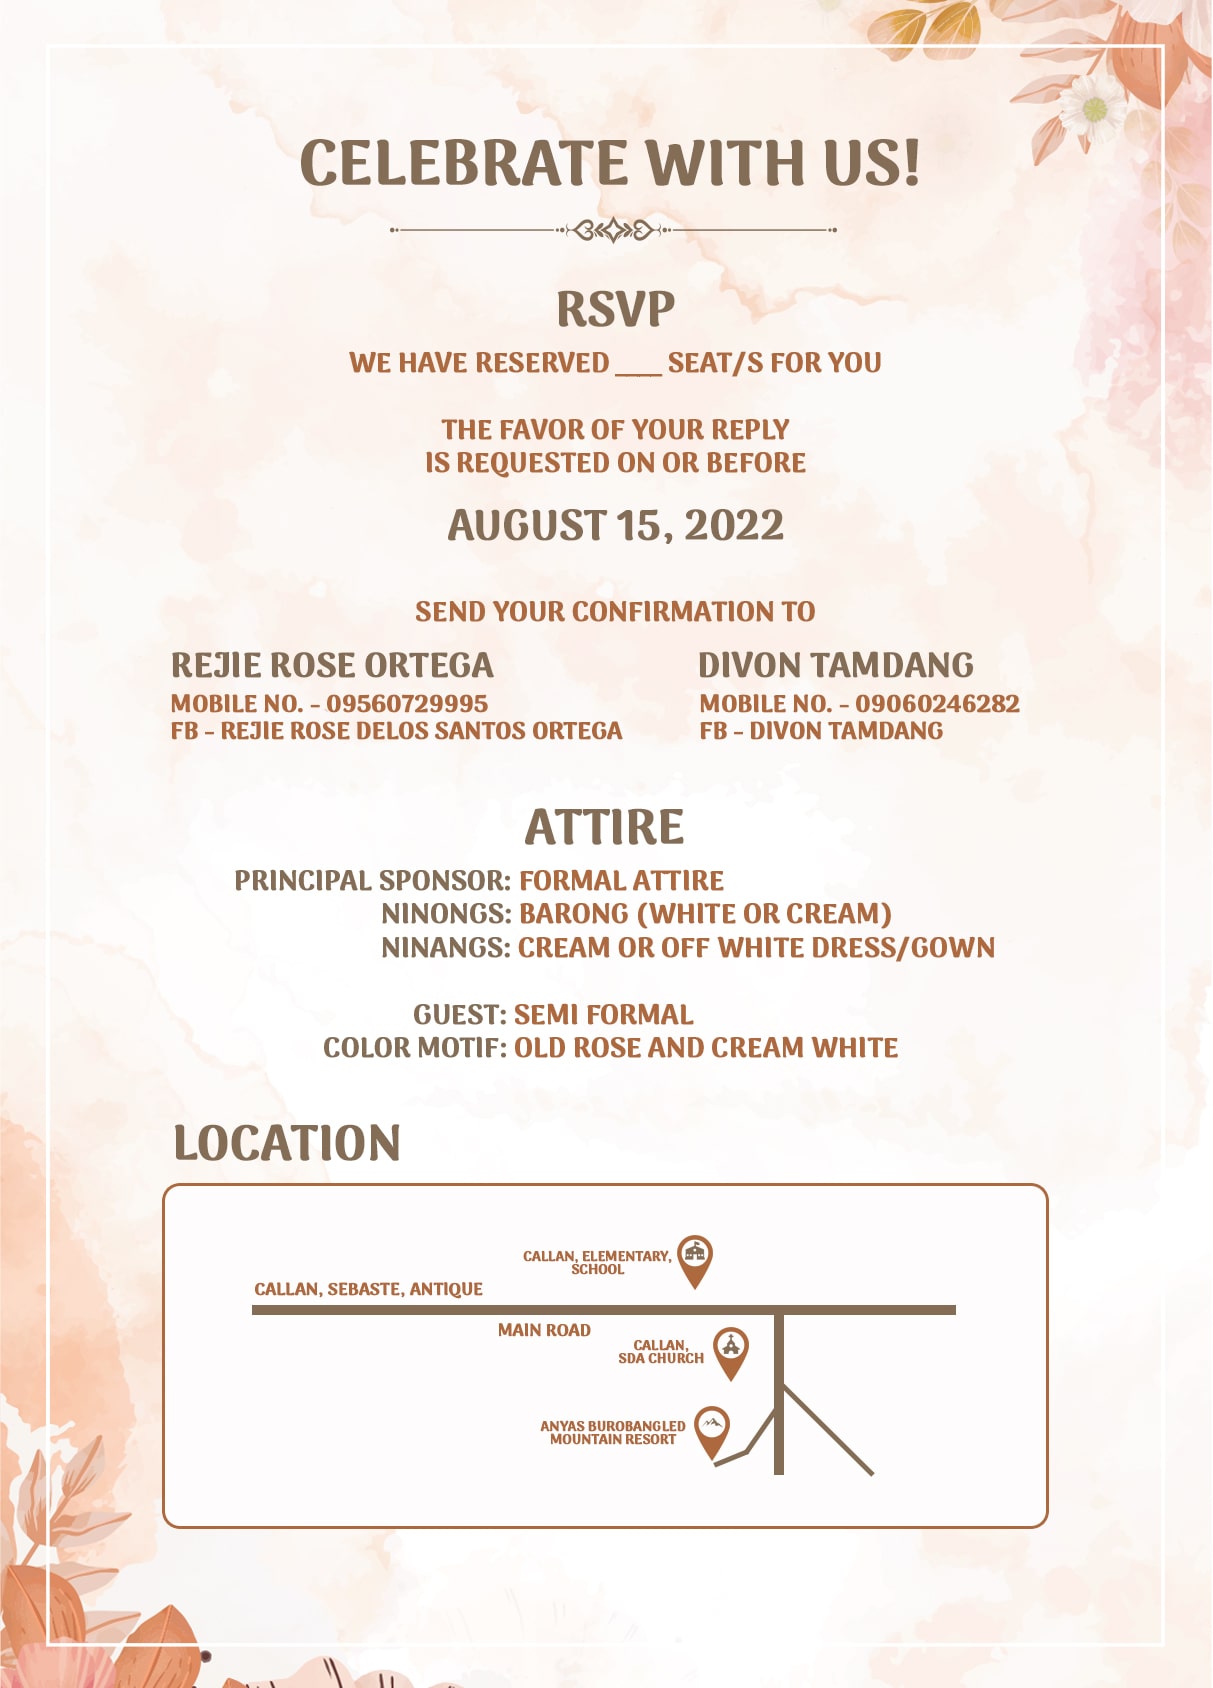 CELEBRATE WITH US!
RSVP
WE HAVE RESERVED ____ SEAT/S FOR YOU
THE FAVOR OF YOUR REPLY
IS REQUESTED ON OR BEFORE
AUGUST 15, 2022
SEND YOUR CONFIRMATION TO
REJIE ROSE ORTEGA
MOBILE NO. - 09560729995
FB - REJIE ROSE DELOS SANTOS ORTEGA
DIVON TAMDANG
MOBILE NO. - 09060246282
FB - DIVON TAMDANG
ATTIRE
PRINCIPAL SPONSOR: FORMAL ATTIRE
NINONGS: BARONG (WHITE OR CREAM)
NINANGS: CREAM OR OFF WHITE DRESS/GOWN
GUEST: SEMI FORMAL
COLOR MOTIF: OLD ROSE AND CREAM WHITE
LOCATION
CALLAN, ELEMENTARY,
SCHOOL
CALLAN, SEBASTE, ANTIQUE
MAIN ROAD
CALLAN,
SDA CHURCH
ANYAS BUROBANGLED
MOUNTAIN RESORT